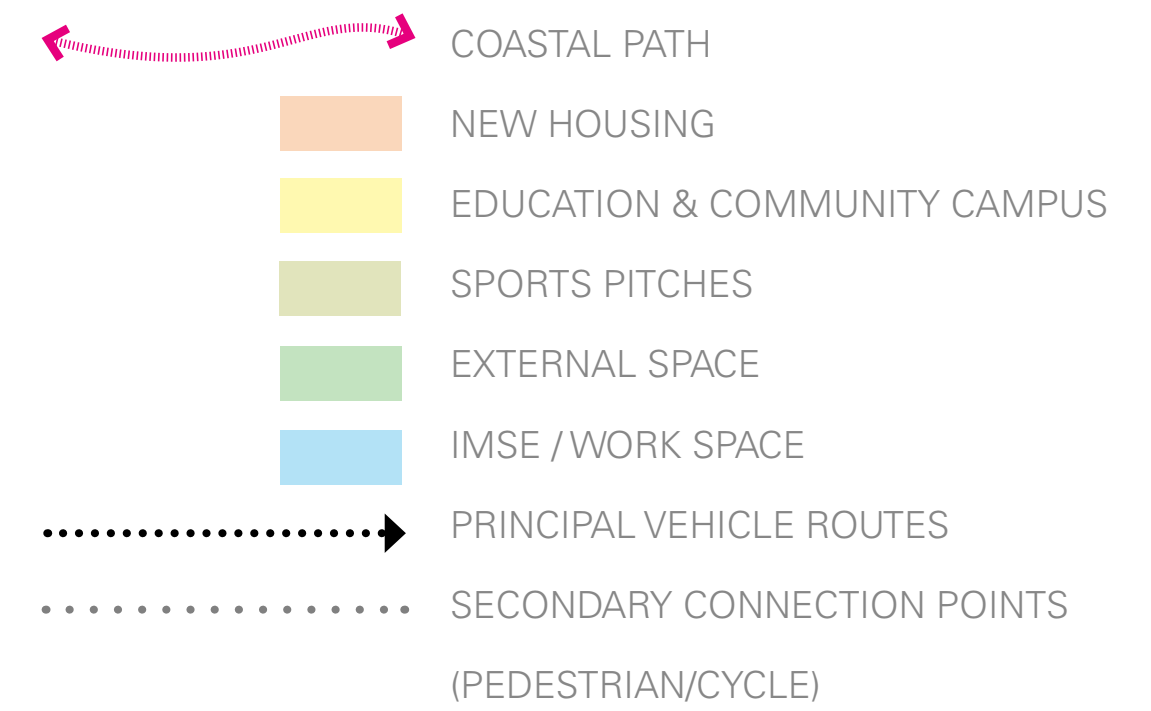 COASTAL PATH
NEW HOUSING
EDUCATION & COMMUNITY CAMPUS
SPORTS PITCHES
EXTERNAL SPACE
IMSE / WORK SPACE
PRINCIPAL VEHICLE ROUTES
SECONDARY CONNECTION POINTS
(PEDESTRIAN/CYCLE)